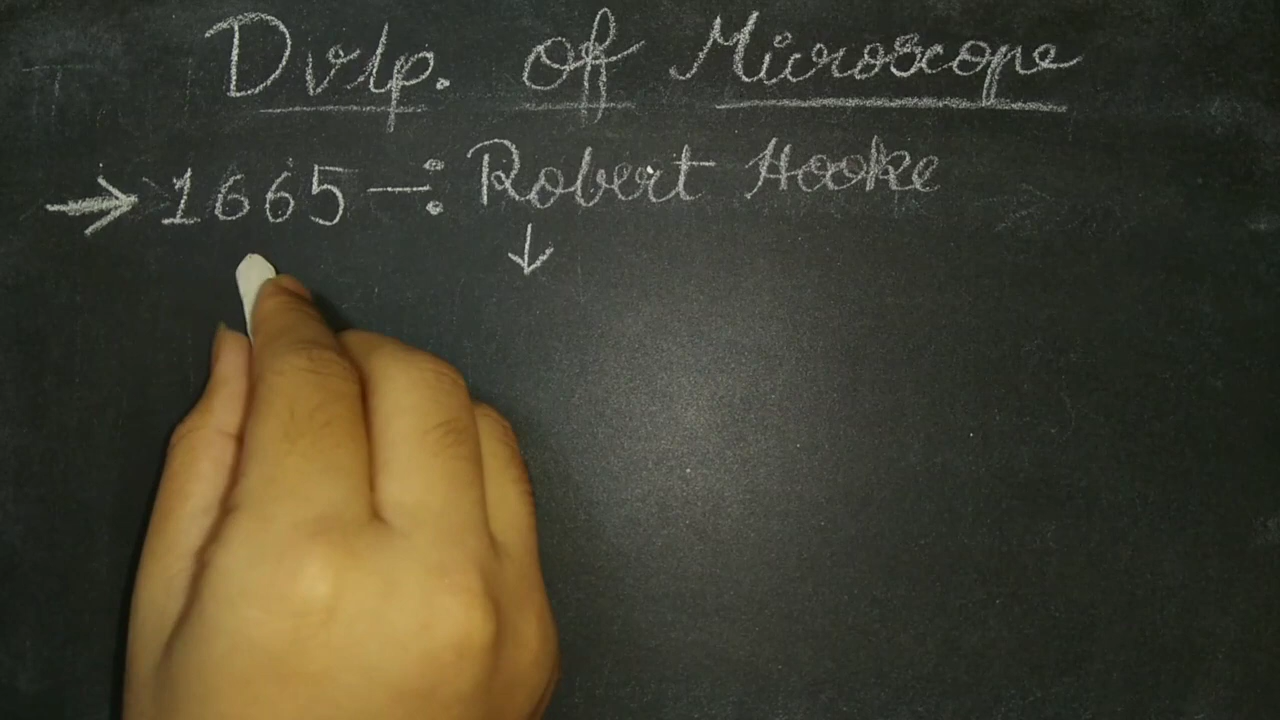 Dvlp. of Microscope
→ 1665 —: Robert Hooke
↓